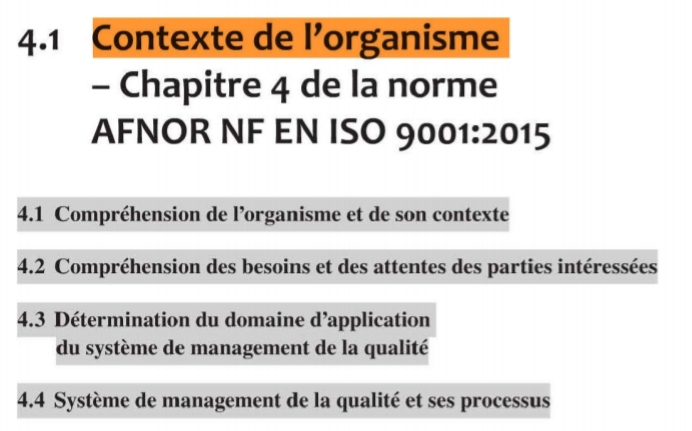 4.1 Contexte de l’organisme
– Chapitre 4 de la norme
AFNOR NF EN ISO 9001:2015
4.1 Compréhension de l’organisme et de son contexte
4.2 Compréhension des besoins et des attentes des parties intéressées
4.3 Détermination du domaine d’application
du système de management de la qualité
4.4 Système de management de la qualité et ses processus